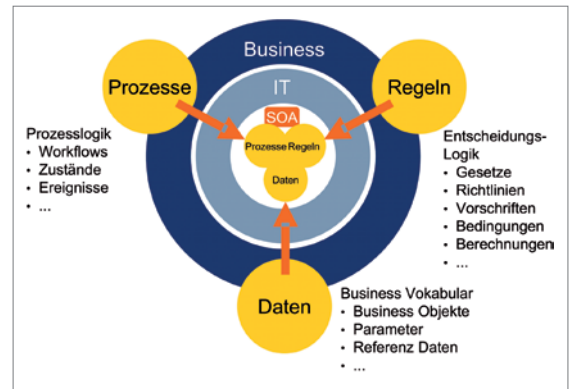 Business
Prozesse
Regeln
IT
SOA
Prozesse Regeln
Daten
Prozesslogik
• Workflows
• Zustände
• Ereignisse
• ...
Entscheidungs-
Logik
• Gesetze
• Richtlinien
• Vorschriften
• Bedingungen
• Berechnungen
• ...
Daten
Business Vokabular
• Business Objekte
• Parameter
• Referenz Daten
• ...